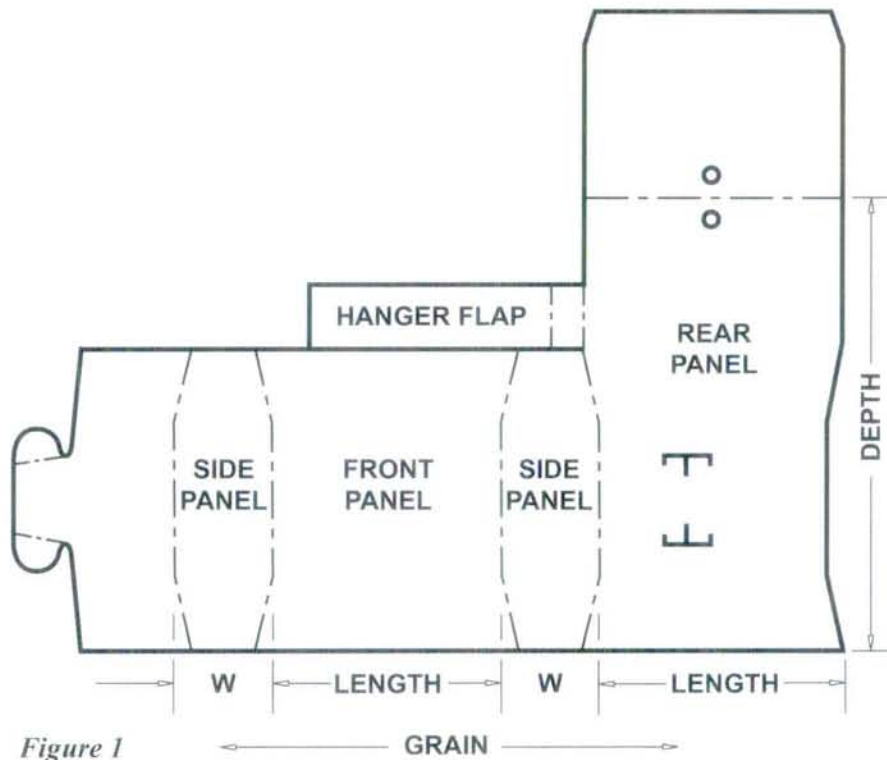 HANGER FLAP
REAR
PANEL
DEPTH
SIDE
PANEL
FRONT
PANEL
SIDE
PANEL
W
LENGTH
W
LENGTH
Figure 1
GRAIN